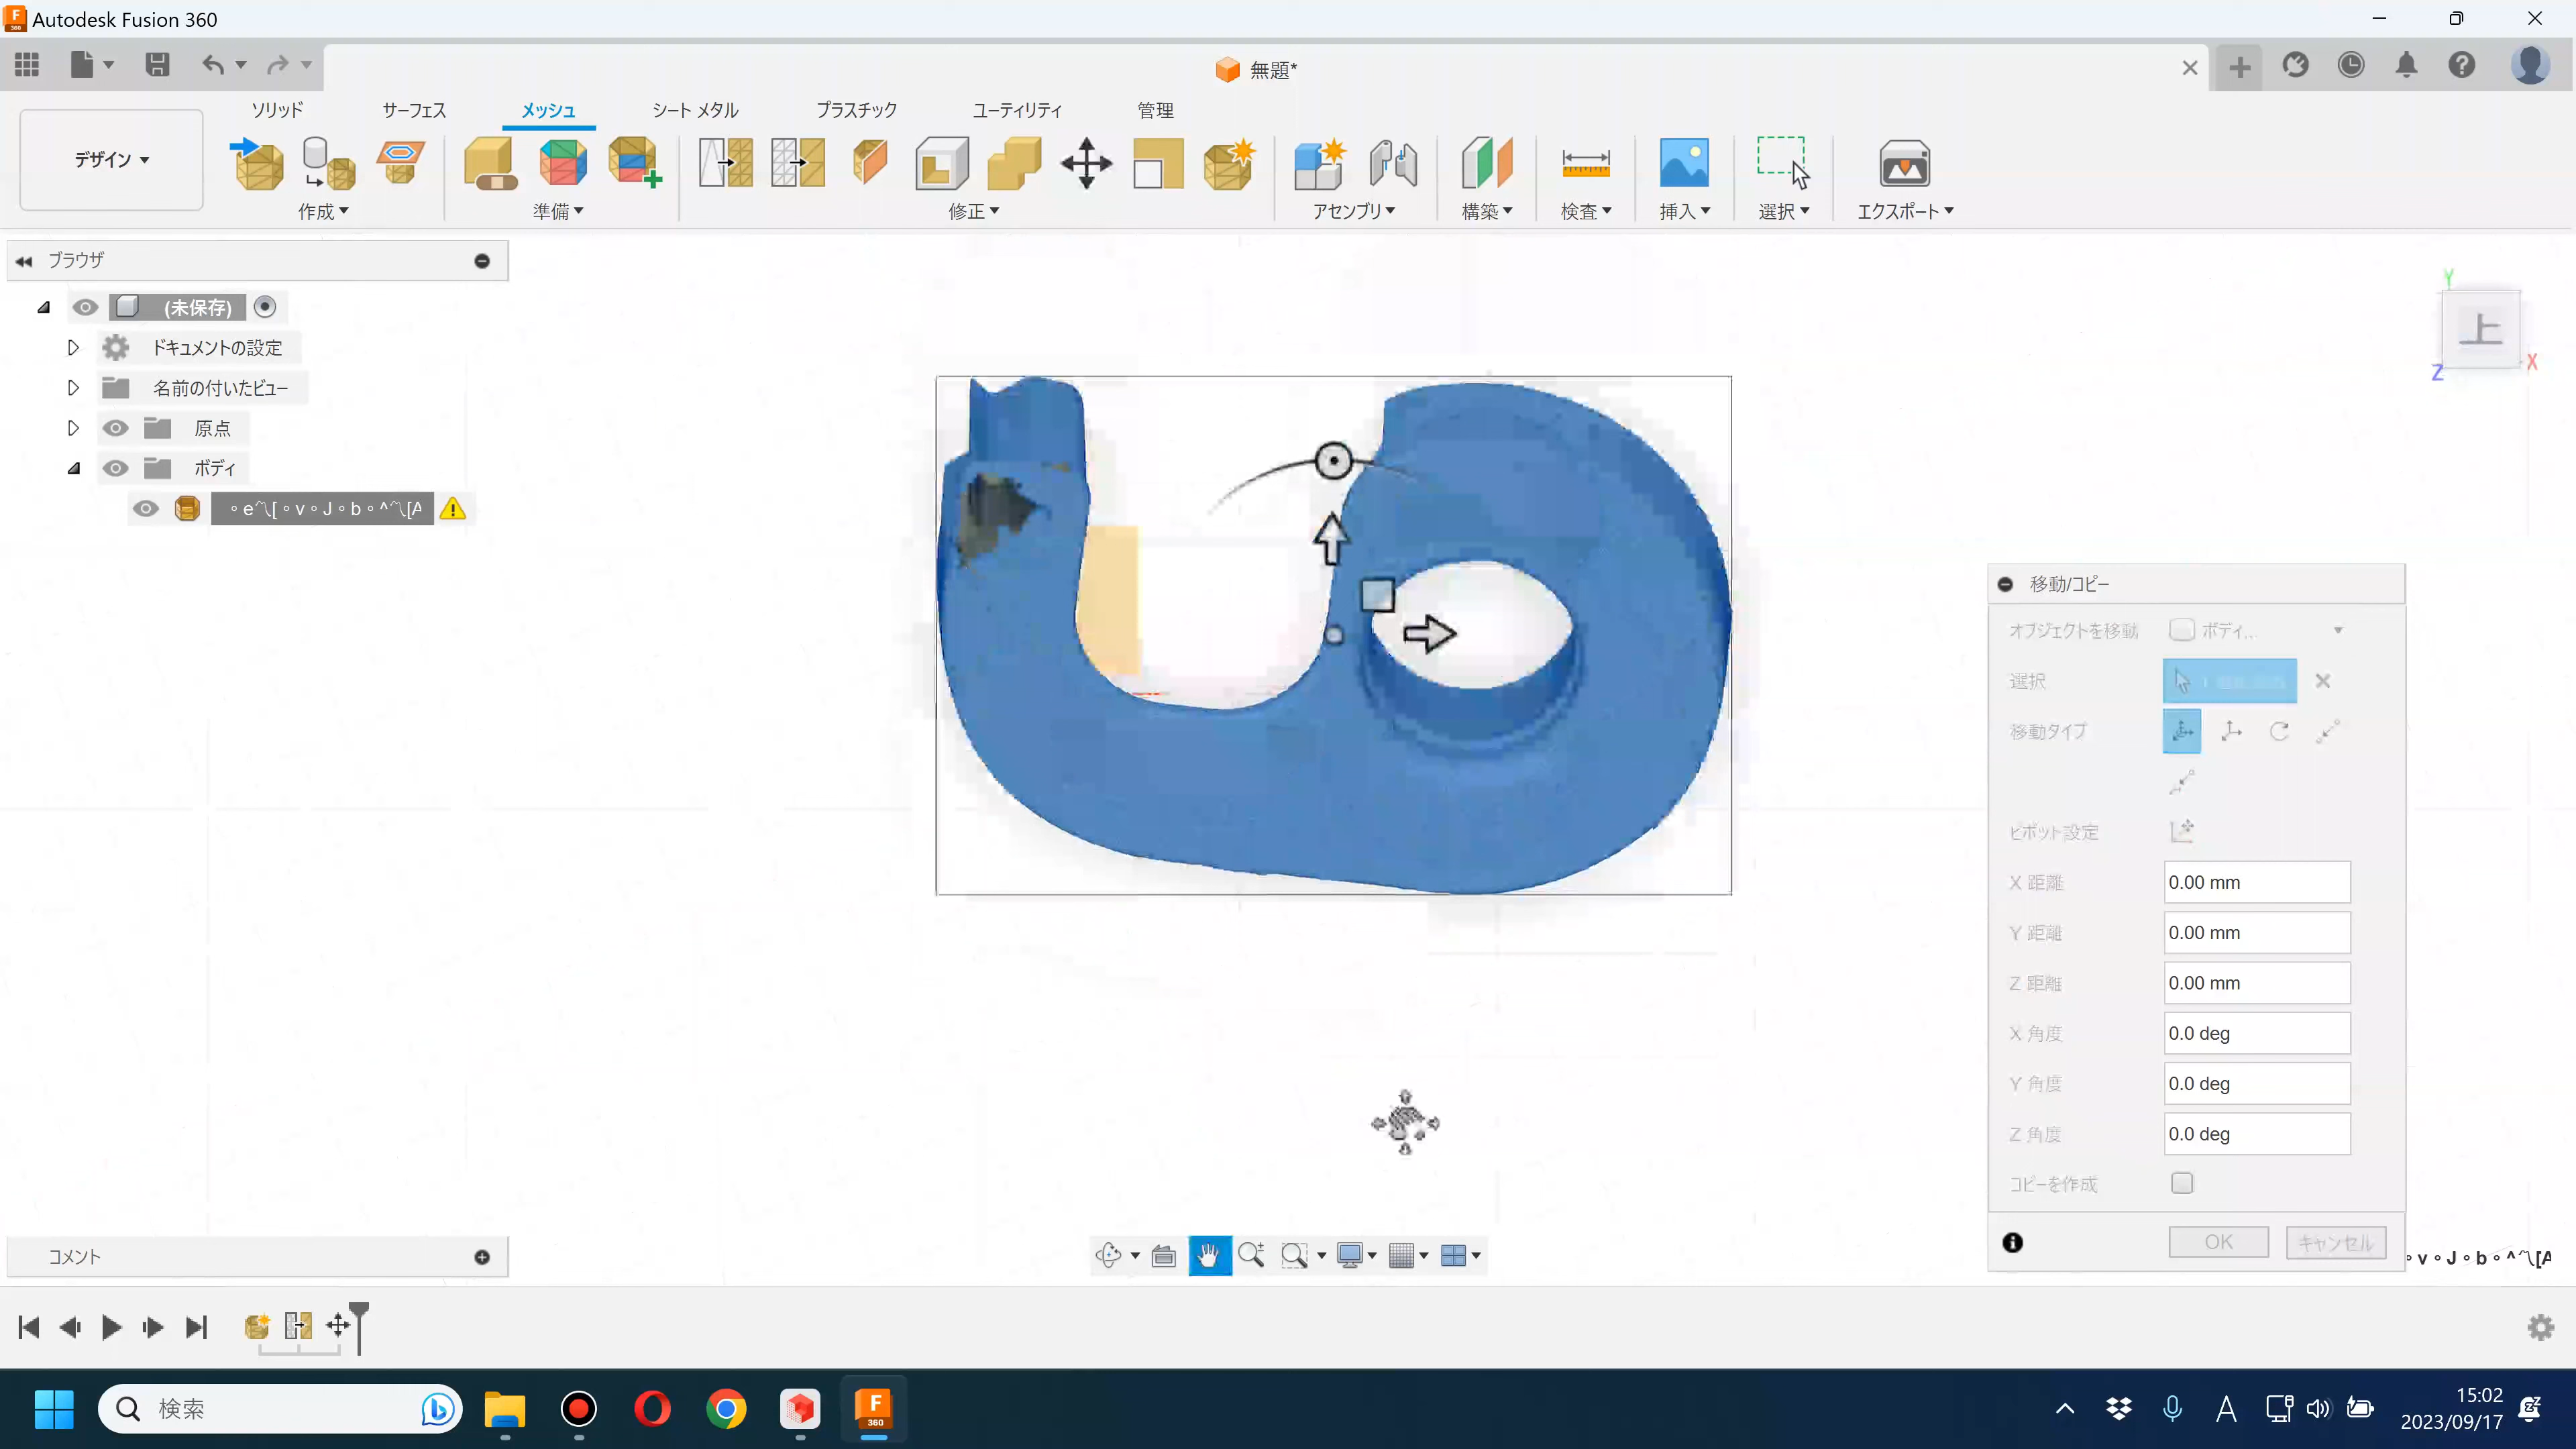 Autodesk Fusion 360
無題*
ソリッド サーフェス メッシュ シート メタル プラスチック ユーティリティ 管理
デザイン
作成 準備 修正 アセンブリ 構築 検査 挿入 選択 エクスポート
ブラウザ
(未保存)
ドキュメントの設定
名前の付いたビュー
原点
ボディ
上
Y
X
Z
移動/コピー
オブジェクトを移動 ボディ...
選択
移動タイプ
ピボット設定
X 距離 0.00 mm
Y 距離 0.00 mm
Z 距離 0.00 mm
X 角度 0.0 deg
Y 角度 0.0 deg
Z 角度 0.0 deg
コピーを作成
OK キャンセル
コメント
検索
F
360
A
15:02
2023/09/17